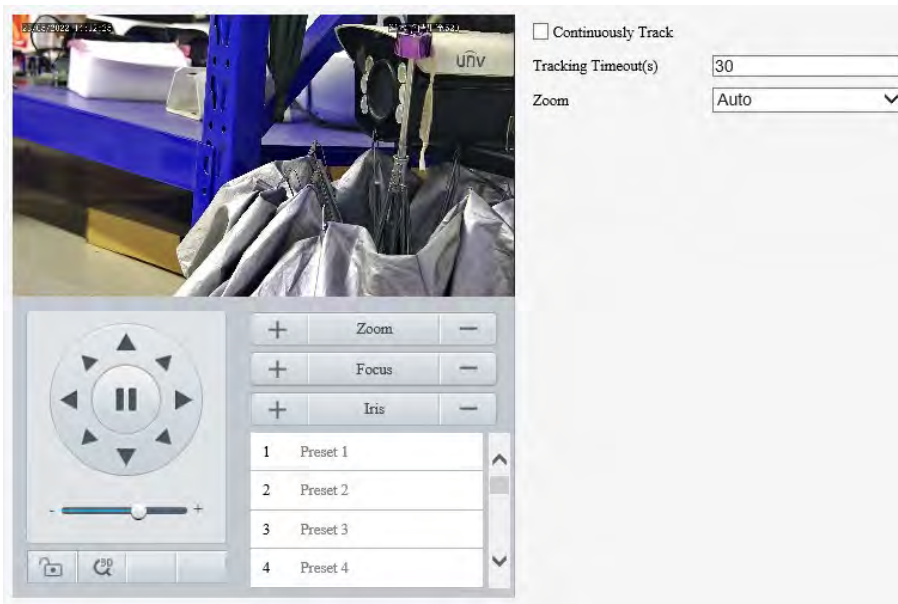 unv
Continuously Track
Tracking Timeout(s) 30
Zoom Auto
+ Zoom −
+ Focus −
+ Iris −
1 Preset 1
2 Preset 2
3 Preset 3
4 Preset 4
- +
3D